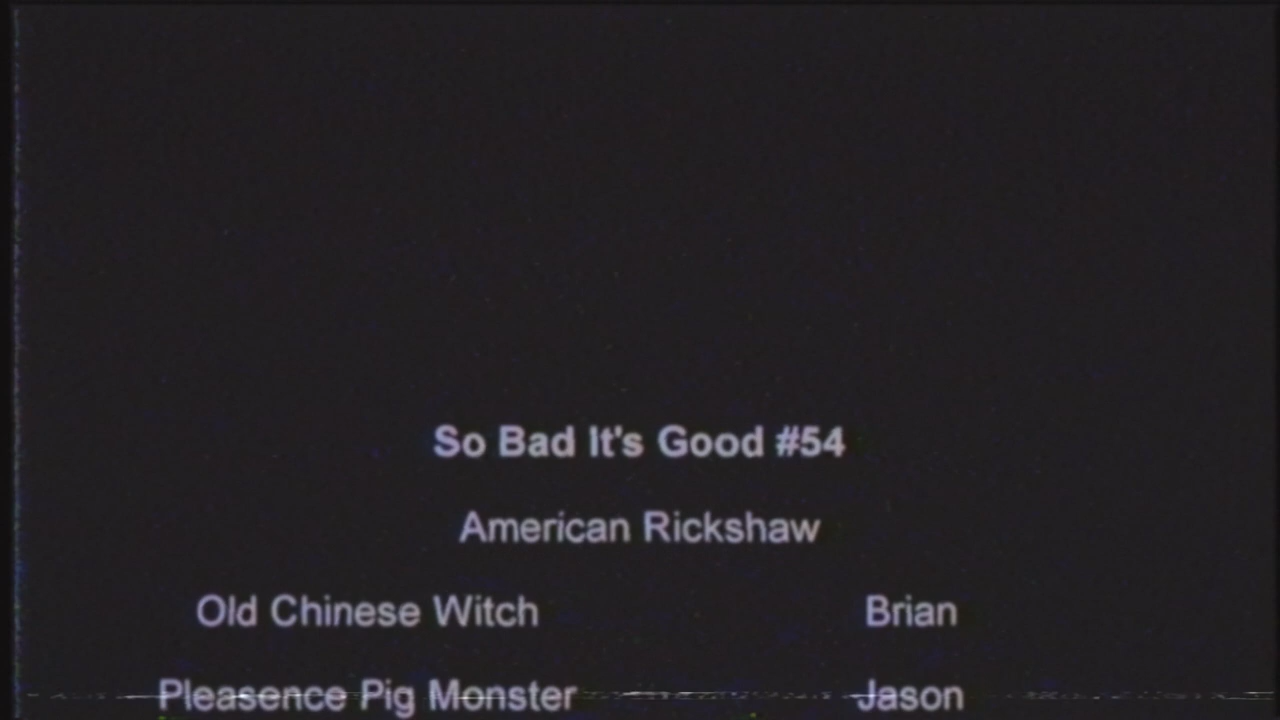 So Bad It's Good #54
American Rickshaw
Old Chinese Witch Brian
Pleasence Pig Monster Jason